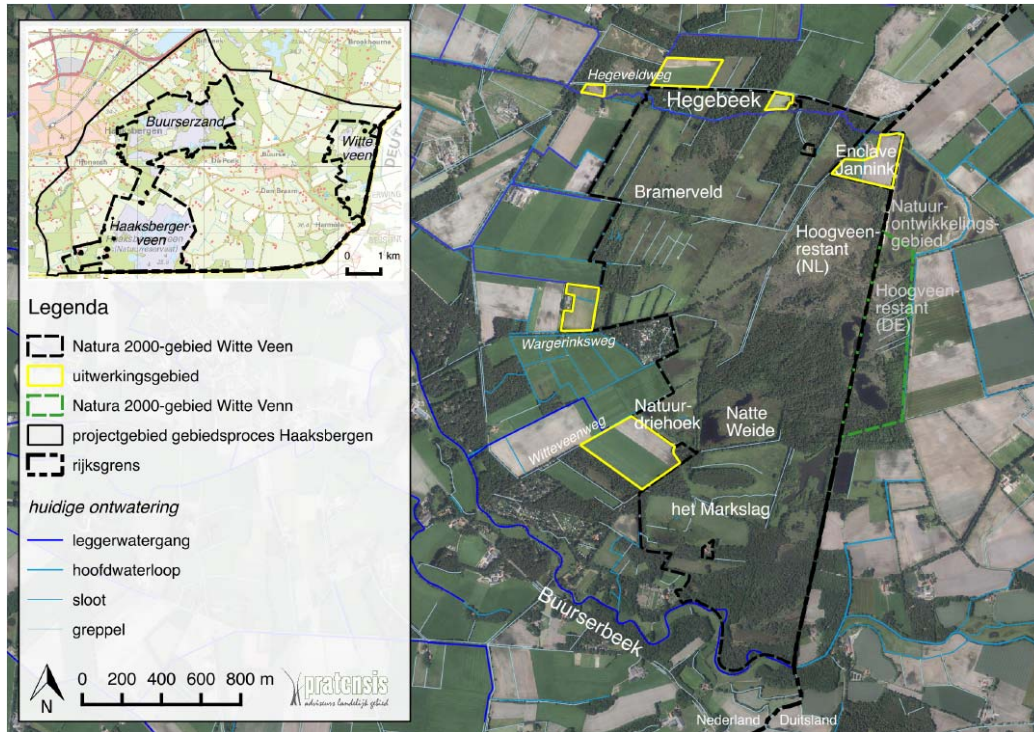 Buurserzand
Witte
veen
Haaksberger-
veen
0 1 km
Legenda
Natura 2000-gebied Witte Veen
uitwerkingsgebied
Natura 2000-gebied Witte Venn
projectgebied gebiedsproces Haaksbergen
rijksgrens
huidige ontwatering
leggerwatergang
hoofdwaterloop
sloot
greppel
N
0 200 400 600 800 m
pratensis
adviseurs landelijk gebied
Hegeveldweg
Hegebeek
Enclave
Jannink
Bramerveld
Natuur-
ontwikkelings-
gebied
Hoogveen-
restant
(NL)
Hoogveen-
restant
(DE)
Wargerinksweg
Natuur-
driehoek
Natte
Weide
Witteveenweg
het Markslag
Buurserbeek
Nederland
Duitsland